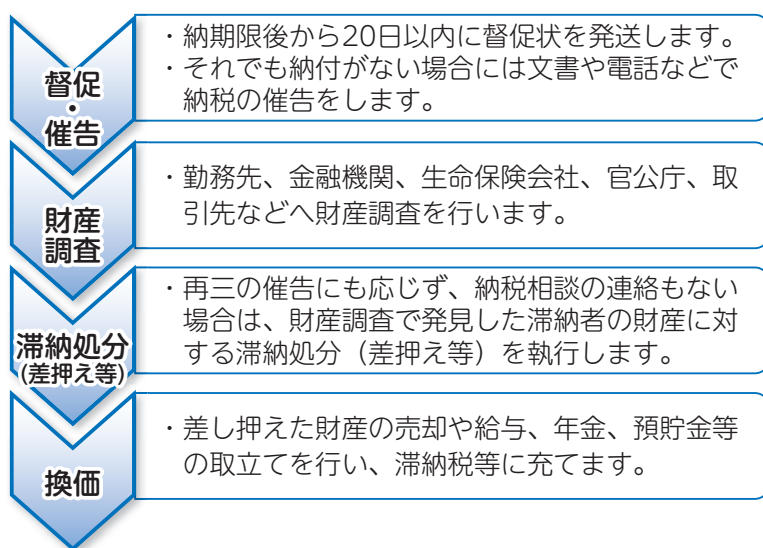 督促
・
催告
・納期限後から20日以内に督促状を発送します。
・それでも納付がない場合には文書や電話などで
納税の催告をします。
財産
調査
・勤務先、金融機関、生命保険会社、官公庁、取
引先などへ財産調査を行います。
滞納処分
(差押え等)
・再三の催告にも応じず、納税相談の連絡もない
場合は、財産調査で発見した滞納者の財産に対
する滞納処分（差押え等）を執行します。
換価
・差し押えた財産の売却や給与、年金、預貯金等
の取立てを行い、滞納税等に充てます。